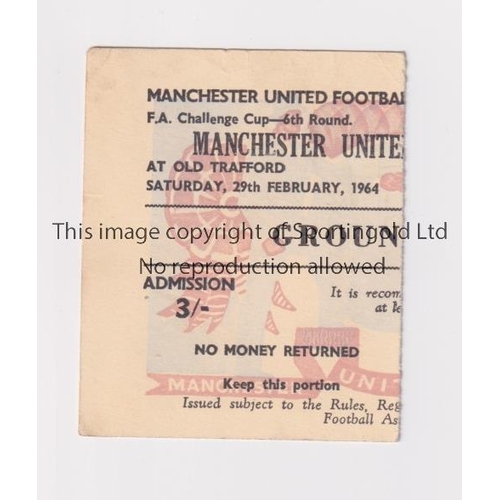 MANCHESTER UNITED FOOTBAL
F.A. Challenge Cup—6th Round.
MANCHESTER UNITE
AT OLD TRAFFORD
SATURDAY, 29th FEBRUARY, 1964
This image copyright of Sportingold Ltd
GROUN
No reproduction allowed
ADMISSION
3/-
It is recom
at le
NO MONEY RETURNED
MANCHESTER UNIT
Keep this portion
Issued subject to the Rules, Reg
Football As